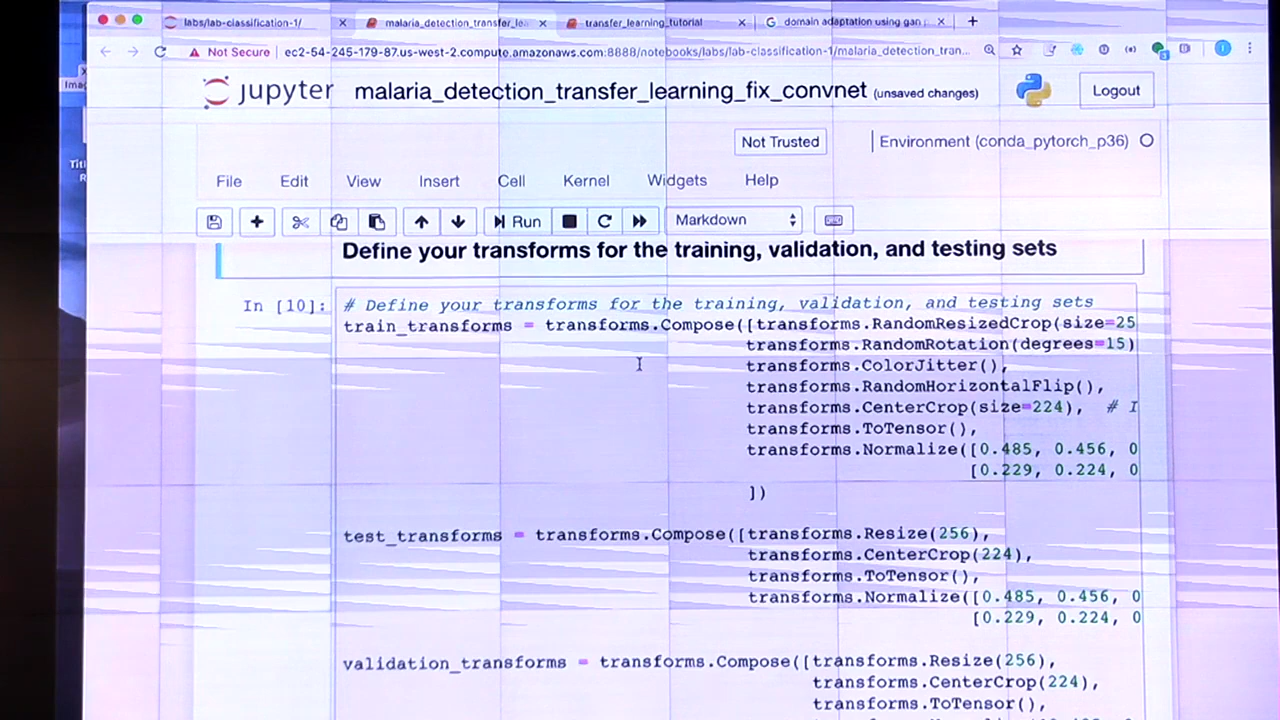 labs/lab-classification-1/
malaria_detection_transfer_lea
transfer_learning_tutorial
domain adaptation using gan p
Not Secure
ec2-54-245-179-87.us-west-2.compute.amazonaws.com:8888/notebooks/labs/lab-classification-1/malaria_detection_tran...
Imag
jupyter malaria_detection_transfer_learning_fix_convnet (unsaved changes)
Logout
Not Trusted
Environment (conda_pytorch_p36)
Titl
R
File Edit View Insert Cell Kernel Widgets Help
Run
Markdown
Define your transforms for the training, validation, and testing sets
In [10]:
# Define your transforms for the training, validation, and testing sets
train_transforms = transforms.Compose([transforms.RandomResizedCrop(size=25
transforms.RandomRotation(degrees=15)
transforms.ColorJitter(),
transforms.RandomHorizontalFlip(),
transforms.CenterCrop(size=224), # I
transforms.ToTensor(),
transforms.Normalize([0.485, 0.456, 0
[0.229, 0.224, 0
])
test_transforms = transforms.Compose([transforms.Resize(256),
transforms.CenterCrop(224),
transforms.ToTensor(),
transforms.Normalize([0.485, 0.456, 0
[0.229, 0.224, 0
validation_transforms = transforms.Compose([transforms.Resize(256),
transforms.CenterCrop(224),
transforms.ToTensor(),